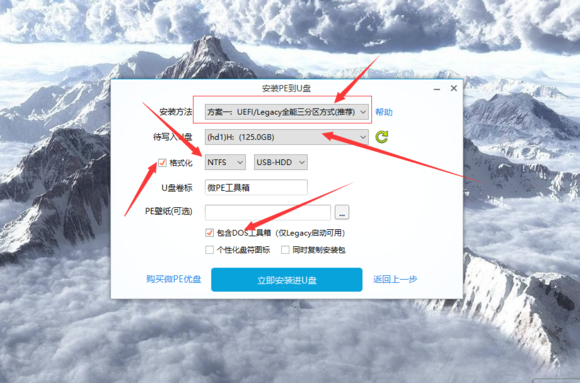 安装PE到U盘
安装方法 方案一：UEFI/Legacy全能三分区方式(推荐) 帮助
待写入U盘 (hd1)H: (125.0GB)
格式化 NTFS USB-HDD
U盘卷标 微PE工具箱
PE壁纸(可选) ...
包含DOS工具箱（仅Legacy启动可用）
个性化盘符图标 同时复制安装包
购买微PE优盘 立即安装进U盘 返回上一步